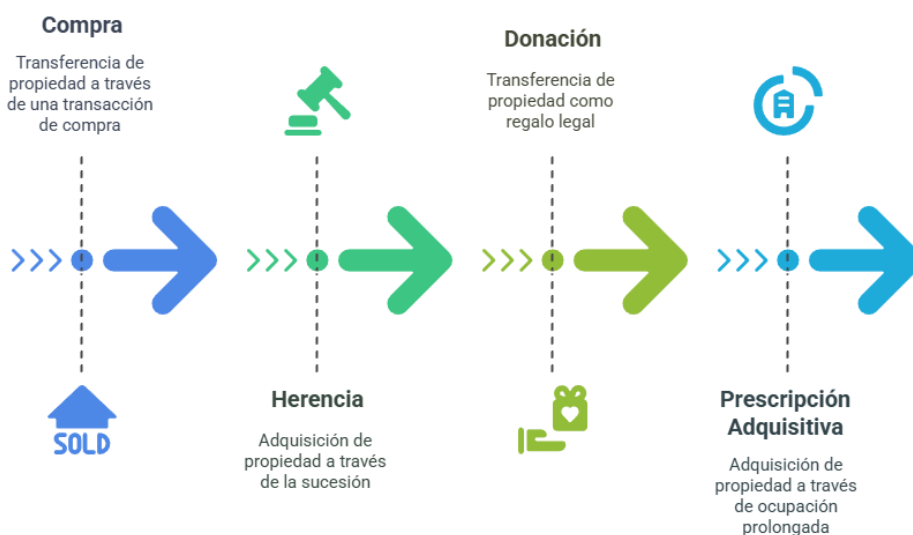 Compra
Transferencia de
propiedad a través
de una transacción
de compra
SOLD
Herencia
Adquisición de
propiedad a través
de la sucesión
Donación
Transferencia de
propiedad como
regalo legal
Prescripción
Adquisitiva
Adquisición de
propiedad a través
de ocupación
prolongada